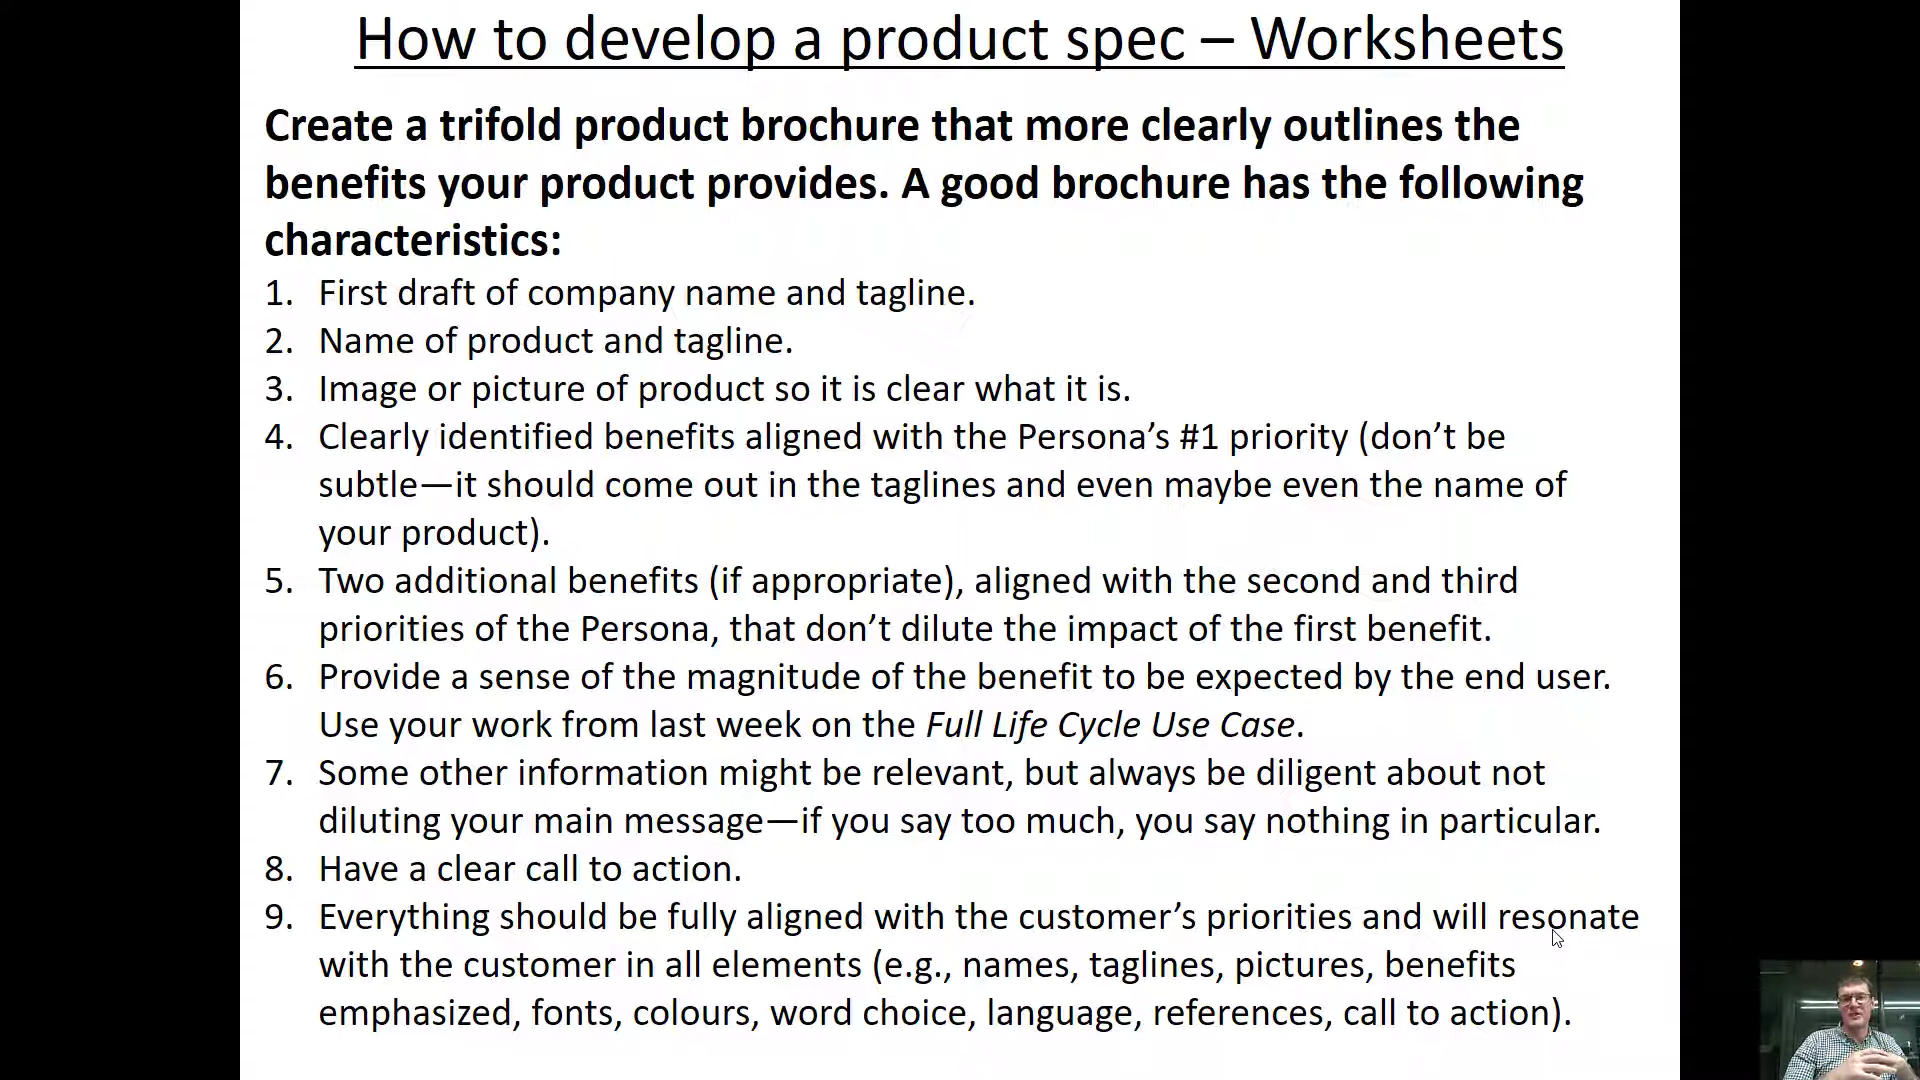 How to develop a product spec – Worksheets
Create a trifold product brochure that more clearly outlines the
benefits your product provides. A good brochure has the following
characteristics:
1. First draft of company name and tagline.
2. Name of product and tagline.
3. Image or picture of product so it is clear what it is.
4. Clearly identified benefits aligned with the Persona’s #1 priority (don’t be
subtle—it should come out in the taglines and even maybe even the name of
your product).
5. Two additional benefits (if appropriate), aligned with the second and third
priorities of the Persona, that don’t dilute the impact of the first benefit.
6. Provide a sense of the magnitude of the benefit to be expected by the end user.
Use your work from last week on the Full Life Cycle Use Case.
7. Some other information might be relevant, but always be diligent about not
diluting your main message—if you say too much, you say nothing in particular.
8. Have a clear call to action.
9. Everything should be fully aligned with the customer’s priorities and will resonate
with the customer in all elements (e.g., names, taglines, pictures, benefits
emphasized, fonts, colours, word choice, language, references, call to action).